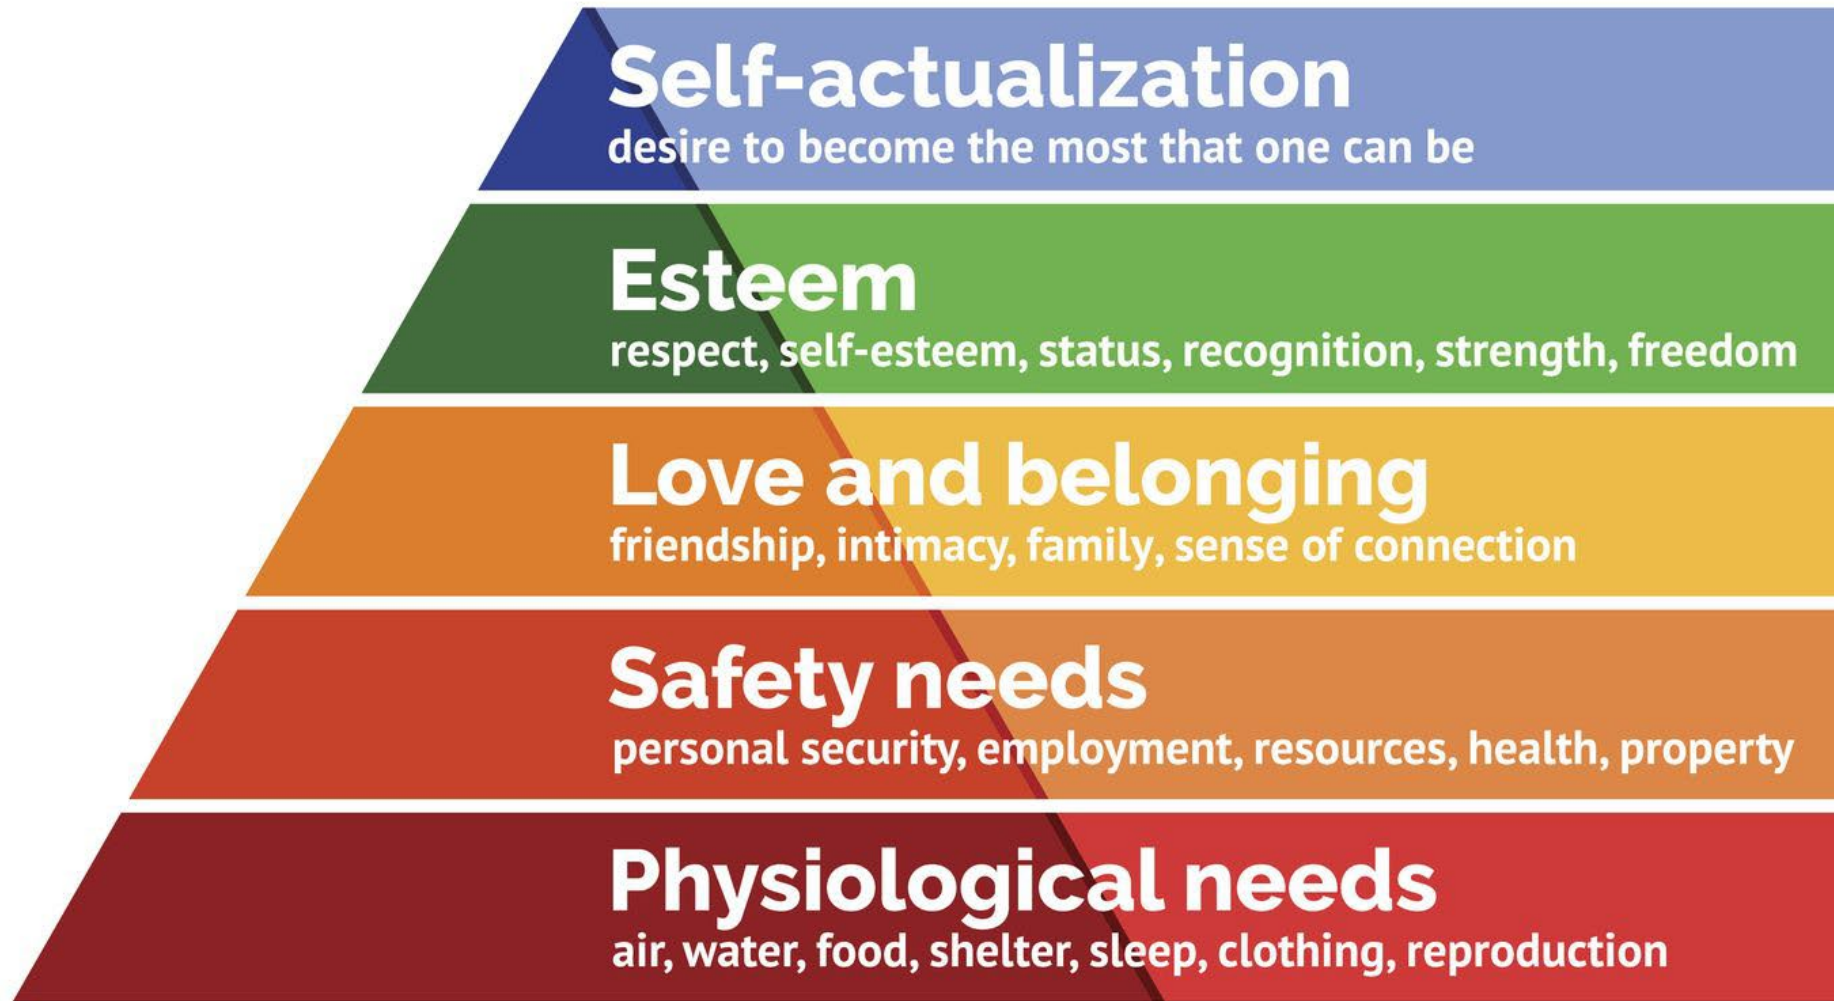 Self-actualization
desire to become the most that one can be
Esteem
respect, self-esteem, status, recognition, strength, freedom
Love and belonging
friendship, intimacy, family, sense of connection
Safety needs
personal security, employment, resources, health, property
Physiological needs
air, water, food, shelter, sleep, clothing, reproduction